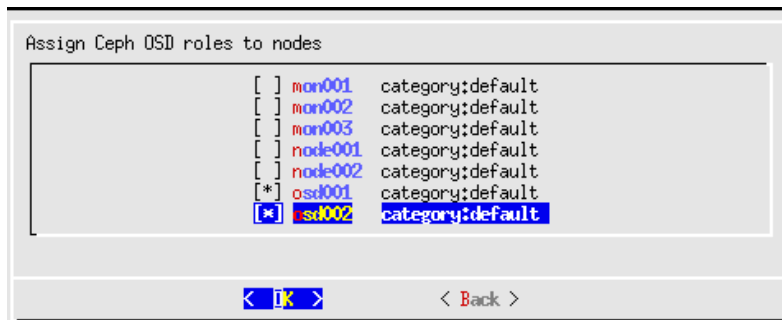 Assign Ceph OSD roles to nodes
[ ] mon001 category:default
[ ] mon002 category:default
[ ] mon003 category:default
[ ] node001 category:default
[ ] node002 category:default
[*] osd001 category:default
[*] osd002 category:default
< OK > < Back >